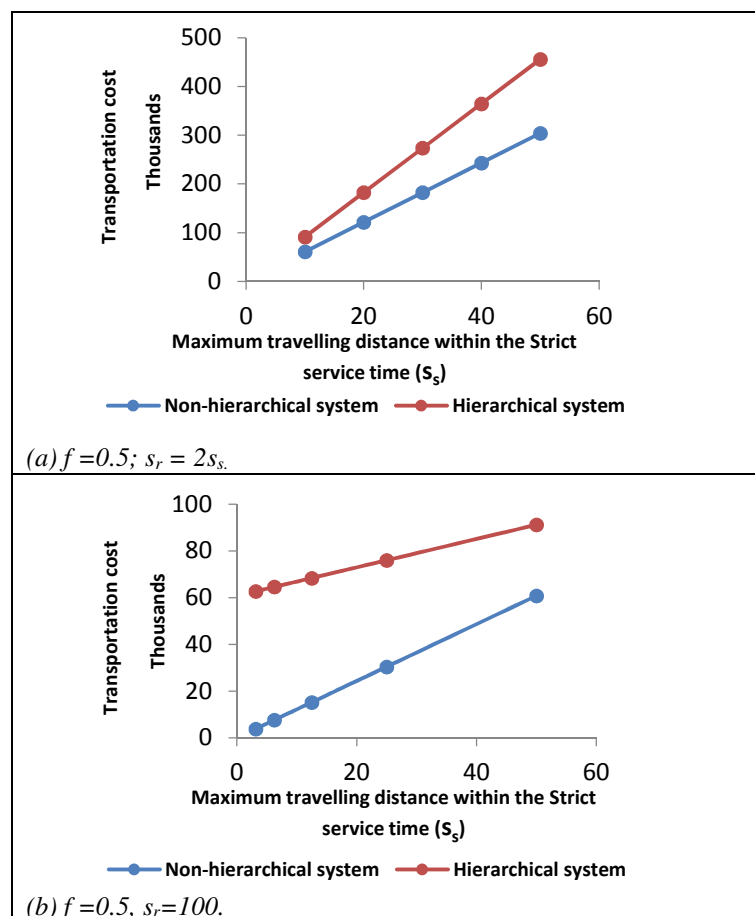 500
400
300
200
100
0
Transportation cost
Thousands
0 20 40 60
Maximum travelling distance within the Strict
service time (Ss)
Non-hierarchical system Hierarchical system
(a) f =0.5; sr = 2ss.
100
80
60
40
20
0
Transportation cost
Thousands
0 20 40 60
Maximum travelling distance within the Strict
service time (Ss)
Non-hierarchical system Hierarchical system
(b) f =0.5, sr=100.